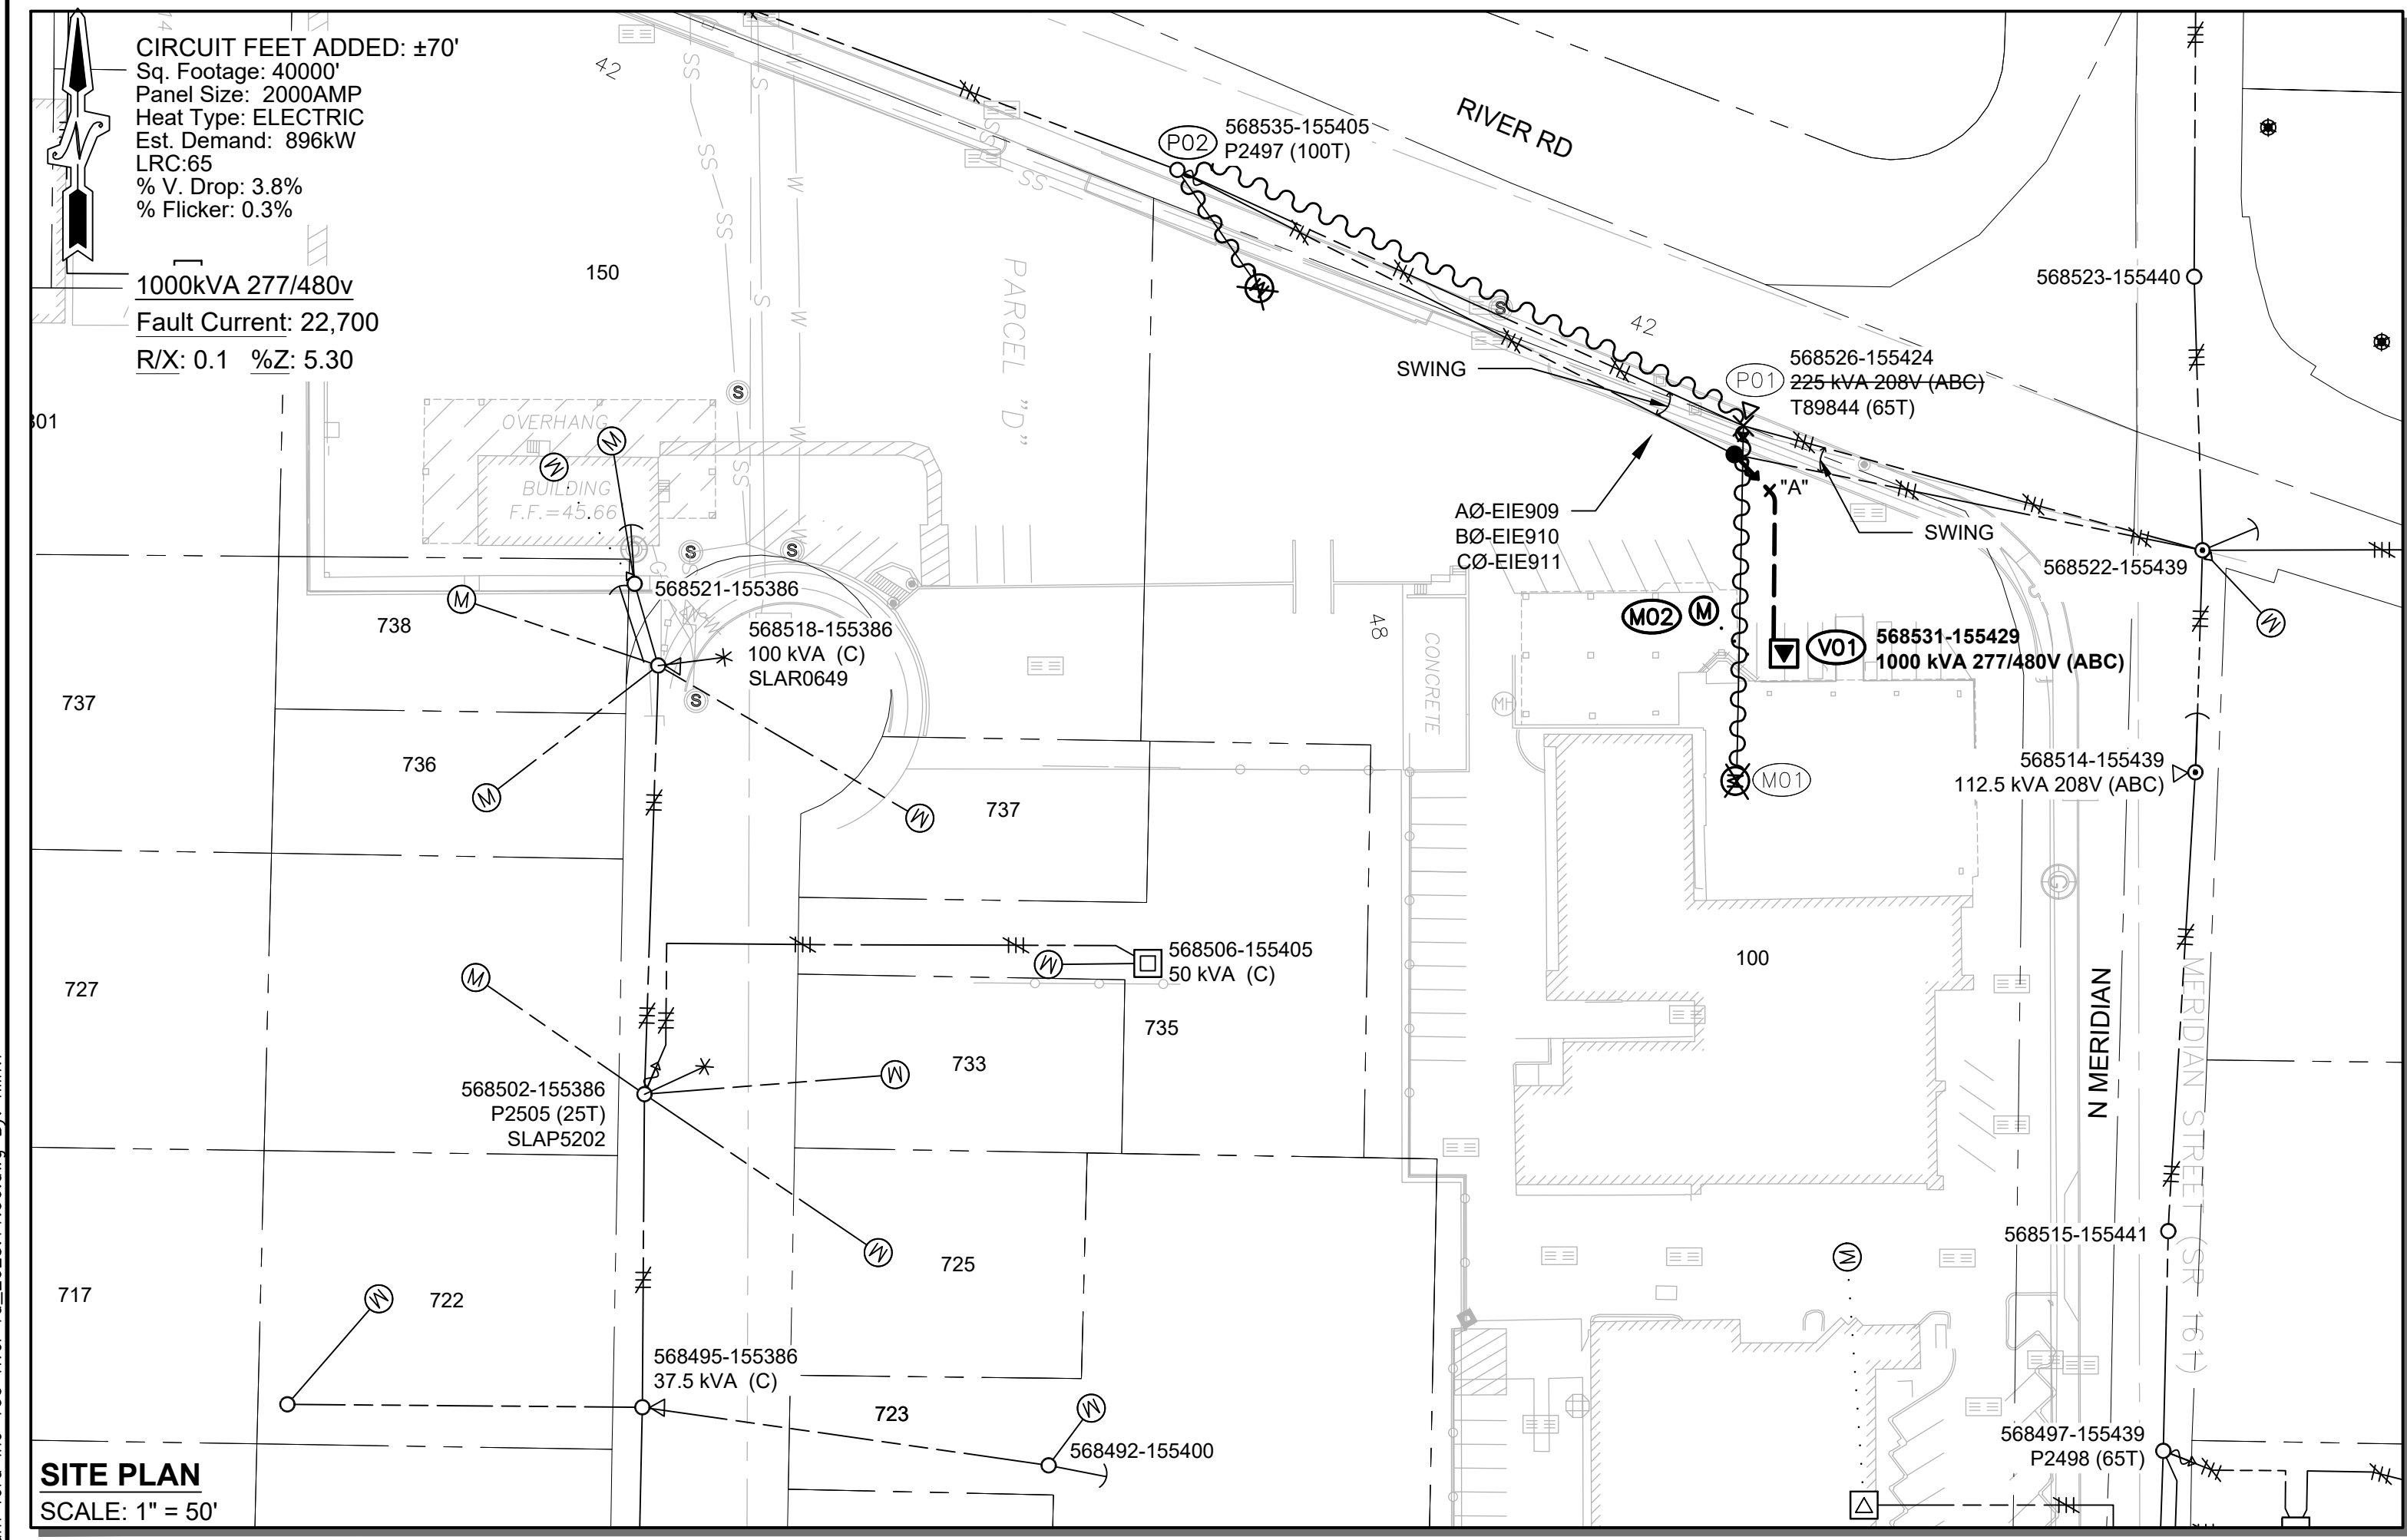 CIRCUIT FEET ADDED: ±70'
Sq. Footage: 40000'
Panel Size: 2000AMP
Heat Type: ELECTRIC
Est. Demand: 896kW
LRC:65
% V. Drop: 3.8%
% Flicker: 0.3%
1000kVA 277/480v
Fault Current: 22,700
R/X: 0.1 %Z: 5.30
N
42
SS
SS
SS
SS
SS
SS
S
S
S
S
W
W
W
W
W
150
PARCEL "D"
P02
568535-155405
P2497 (100T)
RIVER RD
42
SWING
P01
568526-155424
225 kVA 208V (ABC)
T89844 (65T)
568523-155440
"A"
AØ-EIE909
BØ-EIE910
CØ-EIE911
SWING
568522-155439
M
M02
M
V01
568531-155429
1000 kVA 277/480V (ABC)
M
M01
568514-155439
112.5 kVA 208V (ABC)
OVERHANG
BUILDING
F.F.=45.66
M
M
S
S
S
S
S
568521-155386
568518-155386
100 kVA (C)
SLAR0649
M
738
737
736
M
M
737
48
CONCRETE
MH
568506-155405
50 kVA (C)
M
735
727
M
733
M
568502-155386
P2505 (25T)
SLAP5202
M
725
100
N MERIDIAN
MERIDIAN STREET (SR 161)
568515-155441
M
717
M
722
568495-155386
37.5 kVA (C)
723
M
568492-155400
568497-155439
P2498 (65T)
SITE PLAN
SCALE: 1" = 50'